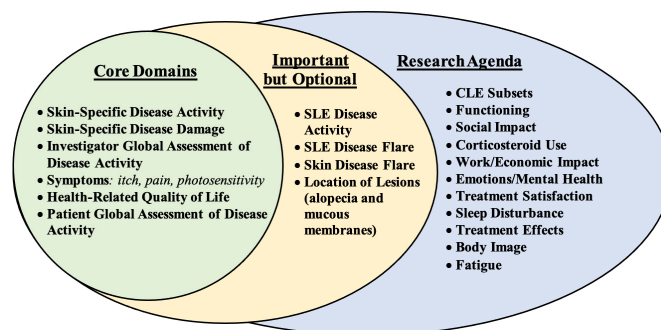 Core Domains
• Skin-Specific Disease Activity
• Skin-Specific Disease Damage
• Investigator Global Assessment of
Disease Activity
• Symptoms: itch, pain, photosensitivity
• Health-Related Quality of Life
• Patient Global Assessment of Disease
Activity
Important
but Optional
• SLE Disease
Activity
• SLE Disease Flare
• Skin Disease Flare
• Location of Lesions
(alopecia and
mucous
membranes)
Research Agenda
• CLE Subsets
• Functioning
• Social Impact
• Corticosteroid Use
• Work/Economic Impact
• Emotions/Mental Health
• Treatment Satisfaction
• Sleep Disturbance
• Treatment Effects
• Body Image
• Fatigue